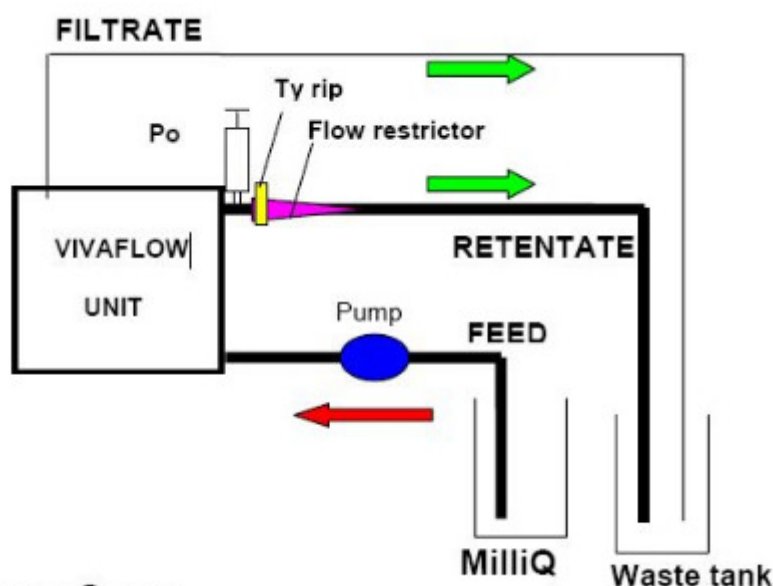 FILTRATE
Ty rip
Po
Flow restrictor
VIVAFLOW
UNIT
RETENTATE
Pump
FEED
MilliQ
Waste tank